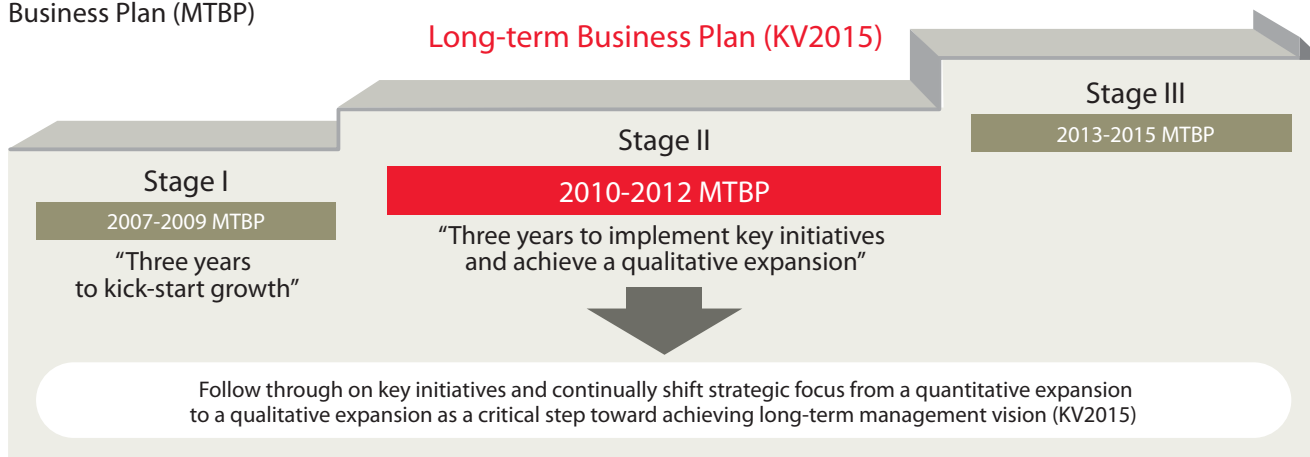 Business Plan (MTBP)
Long-term Business Plan (KV2015)
Stage I
2007-2009 MTBP
“Three years
to kick-start growth”
Stage II
2010-2012 MTBP
“Three years to implement key initiatives
and achieve a qualitative expansion”
Stage III
2013-2015 MTBP
Follow through on key initiatives and continually shift strategic focus from a quantitative expansion
to a qualitative expansion as a critical step toward achieving long-term management vision (KV2015)